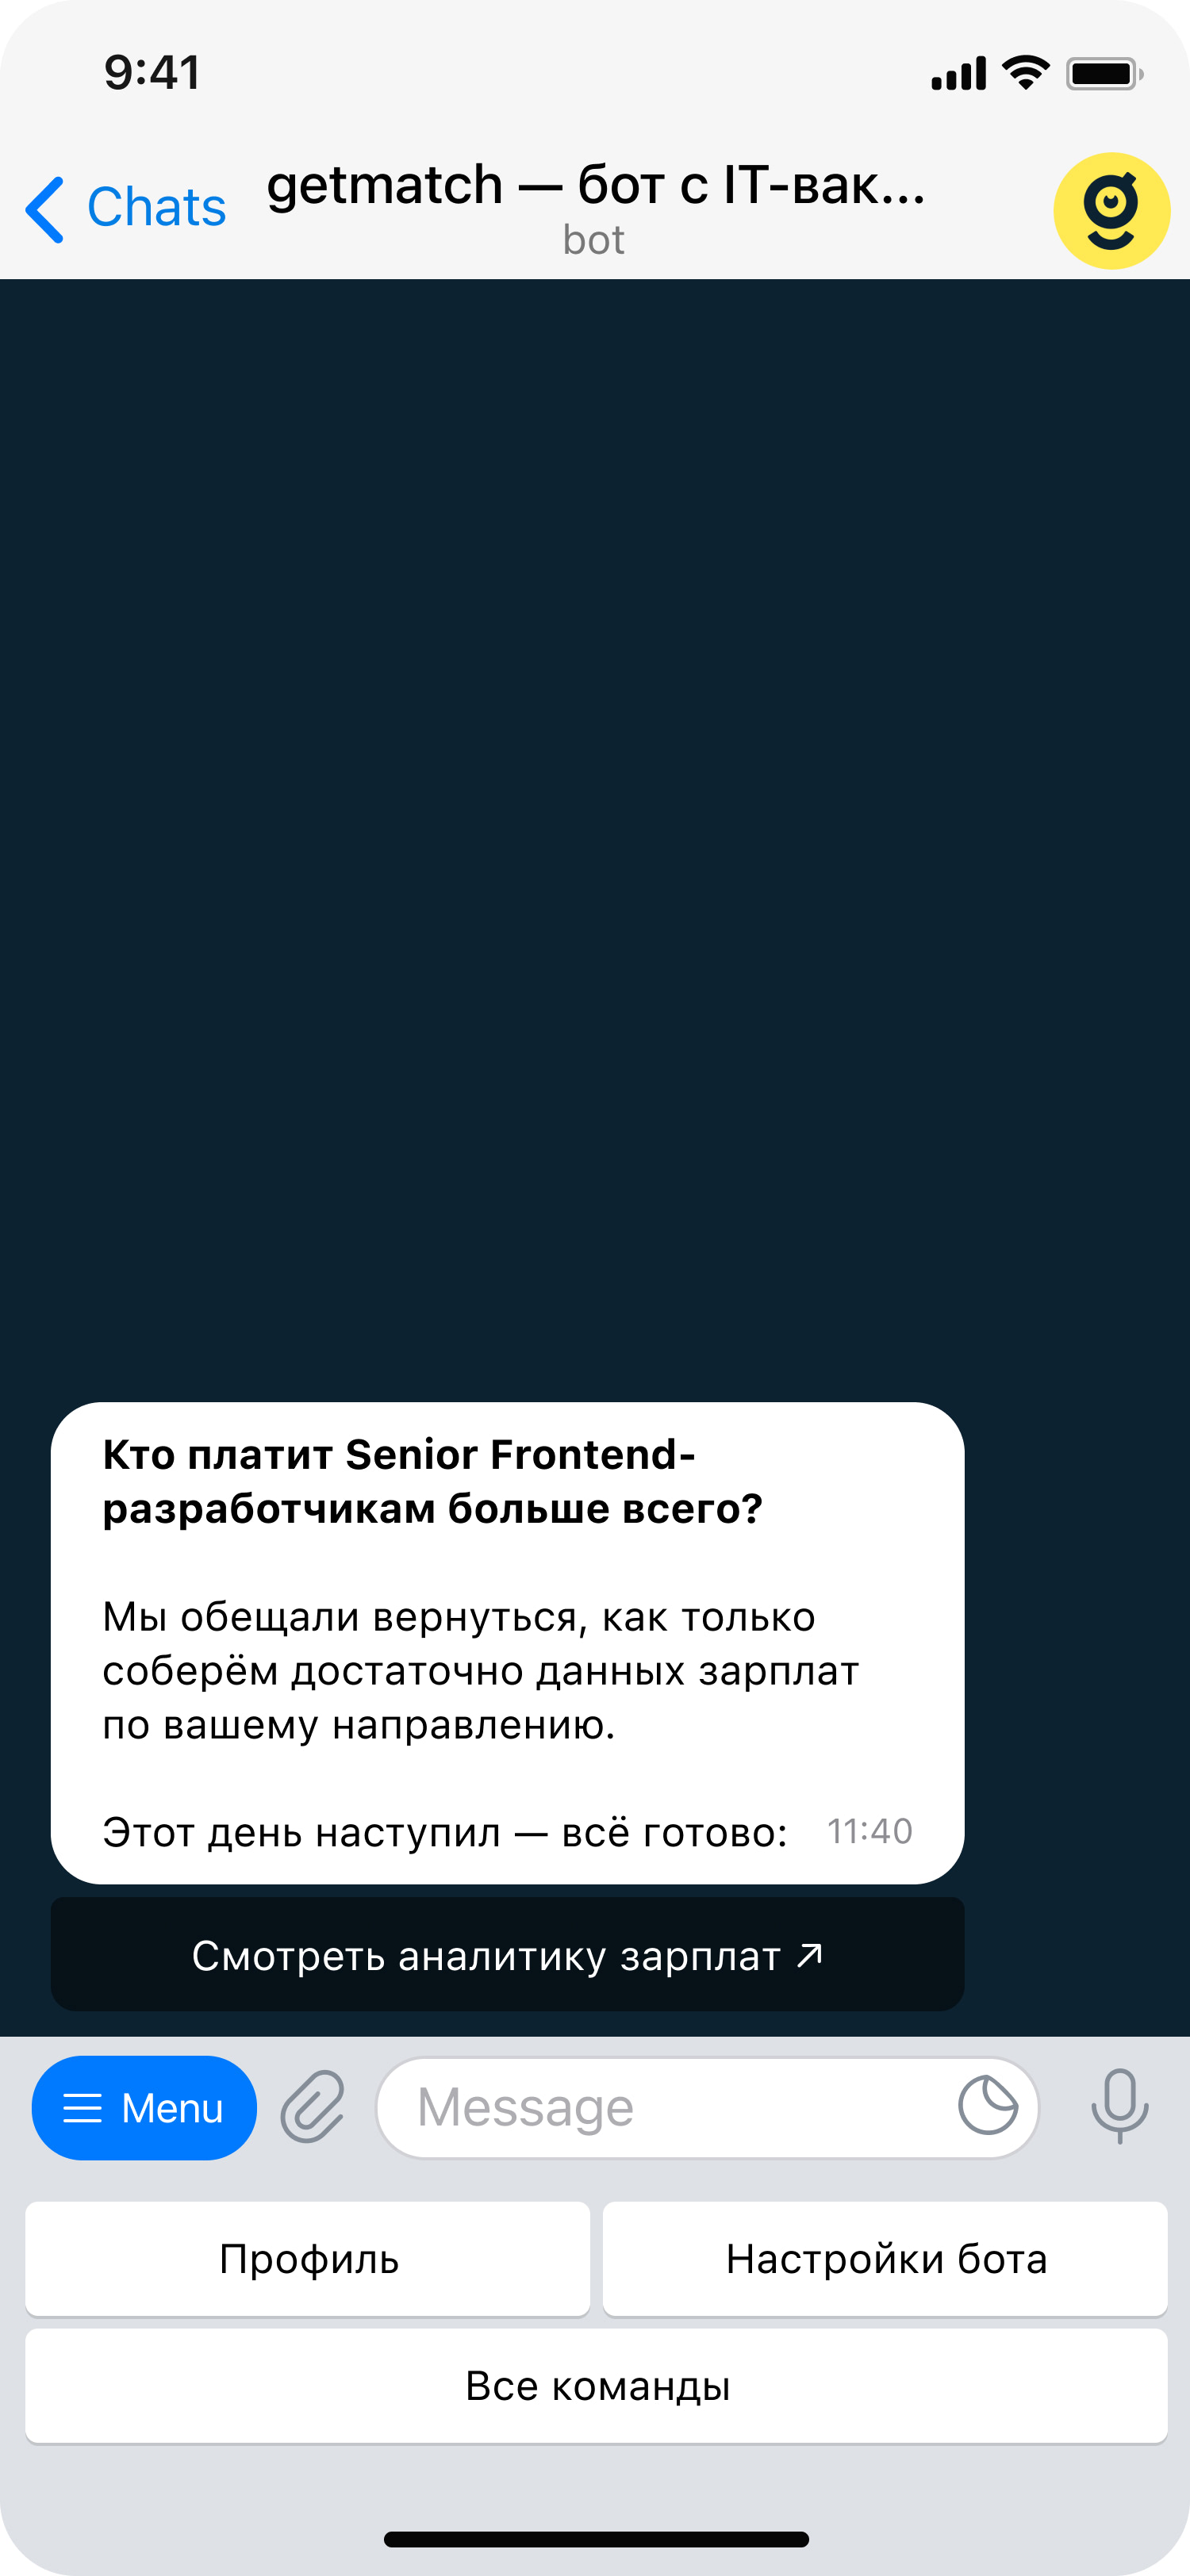 9:41
Chats
getmatch — бот с IT-вак...
bot
Кто платит Senior Frontend-
разработчикам больше всего?
Мы обещали вернуться, как только
соберём достаточно данных зарплат
по вашему направлению.
Этот день наступил — всё готово: 11:40
Смотреть аналитику зарплат ↗
Menu
Message
Профиль
Настройки бота
Все команды